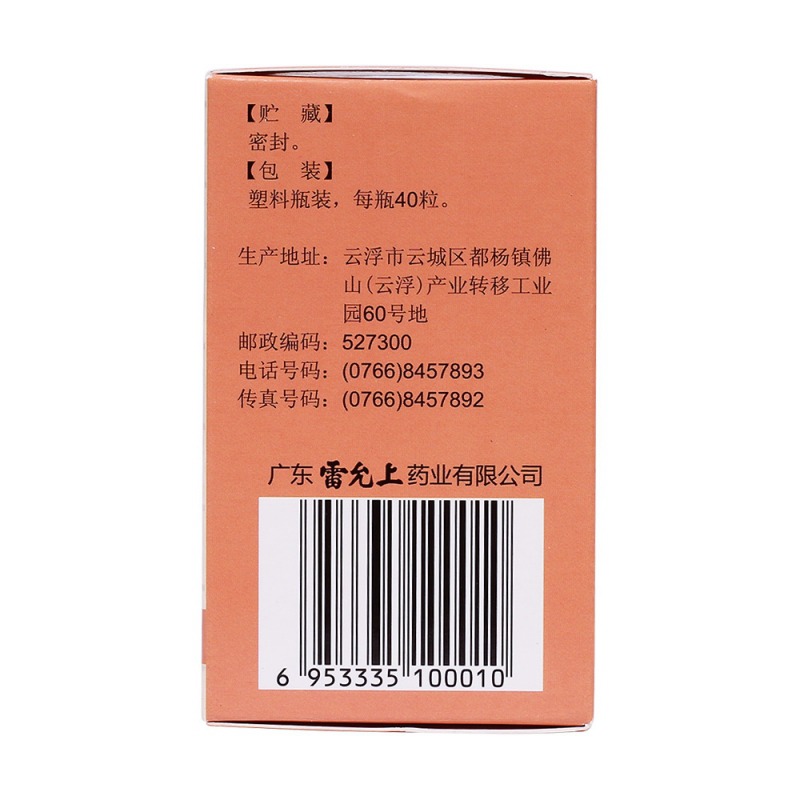 【贮 藏】
密封。
【包 装】
塑料瓶装，每瓶40粒。
生产地址：云浮市云城区都杨镇佛
山(云浮)产业转移工业
园60号地
邮政编码：527300
电话号码：(0766)8457893
传真号码：(0766)8457892
广东雷允上药业有限公司
6 953335 100010